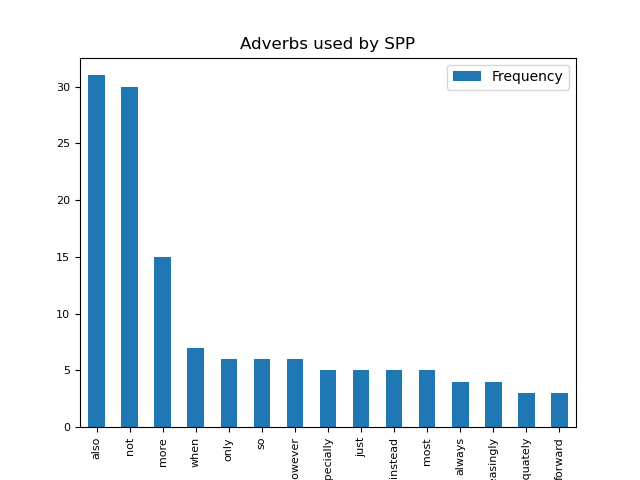 Adverbs used by SPP
Frequency
30
25
20
15
10
5
0
also
not
more
when
only
so
owever
pecially
just
instead
most
always
easingly
quately
forward